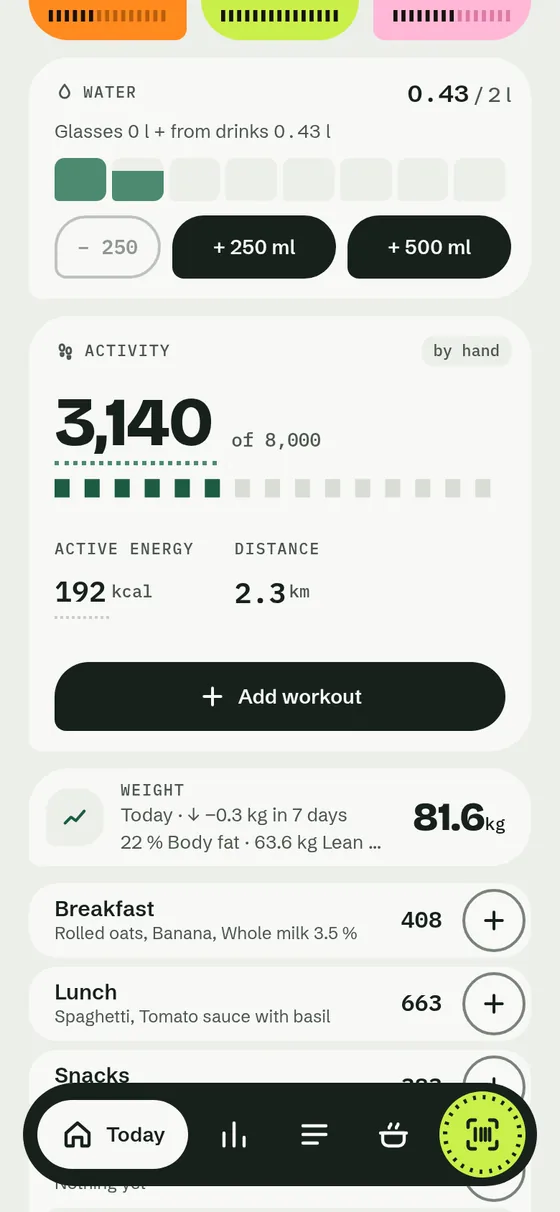 WATER
0.43 / 2 l
Glasses 0 l + from drinks 0.43 l
− 250
+ 250 ml
+ 500 ml
ACTIVITY
by hand
3,140 of 8,000
ACTIVE ENERGY
DISTANCE
192 kcal
2.3 km
+ Add workout
WEIGHT
Today · ↓ −0.3 kg in 7 days
22 % Body fat · 63.6 kg Lean ...
81.6kg
Breakfast
Rolled oats, Banana, Whole milk 3.5 %
408
Lunch
Spaghetti, Tomato sauce with basil
663
Snacks
Today